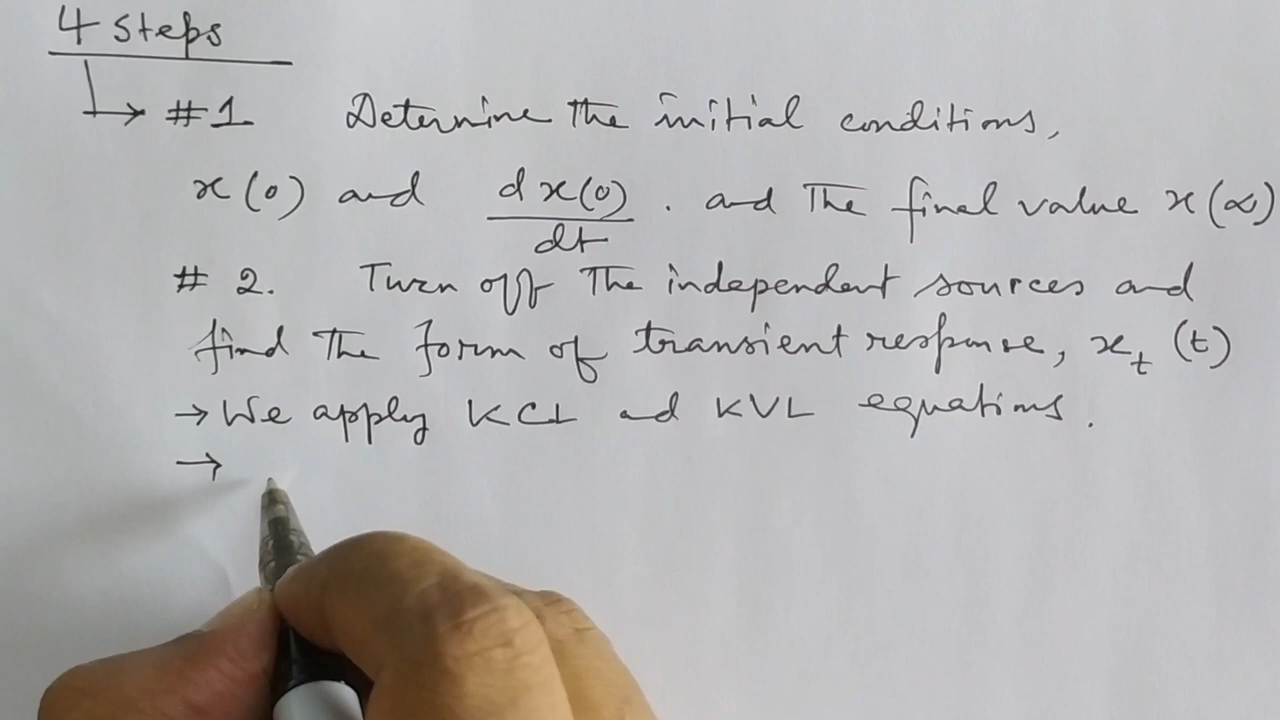 4 steps
→ #1 Determine the initial conditions,
x(0) and dx(0)/dt . and the final value x(∞)
# 2. Turn off the independent sources and
find the form of transient response, x_t (t)
→ We apply KCL ad KVL equations.
→